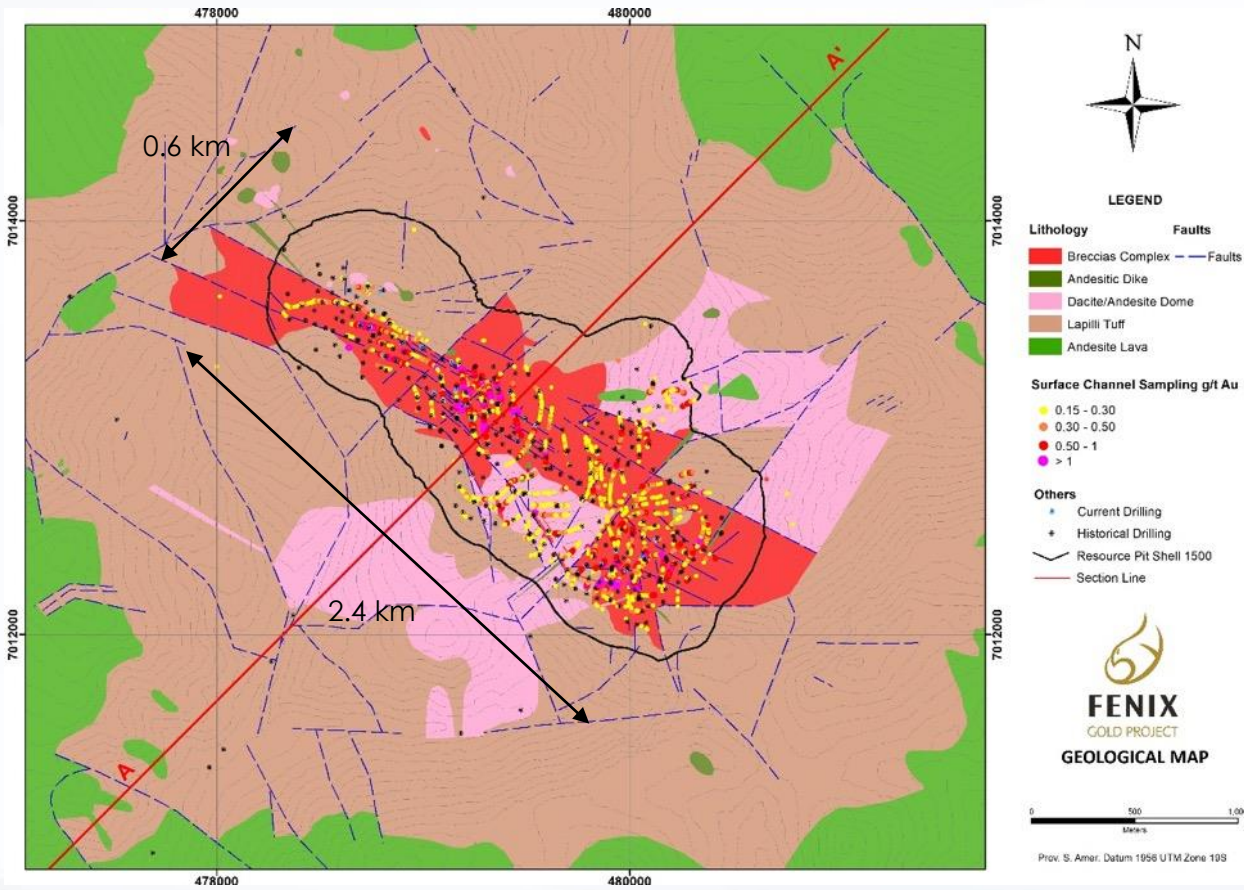 478000
480000
A'
0.6 km
7014000
7014000
2.4 km
7012000
7012000
A
478000
480000
N
LEGEND
Lithology Faults
Breccias Complex Faults
Andesitic Dike
Dacite/Andesite Dome
Lapilli Tuff
Andesite Lava
Surface Channel Sampling g/t Au
0.15 - 0.30
0.30 - 0.50
0.50 - 1
> 1
Others
Current Drilling
Historical Drilling
Resource Pit Shell 1500
Section Line
FENIX
GOLD PROJECT
GEOLOGICAL MAP
0 500 1,00
Meters
Prov. S. Amer. Datum 1956 UTM Zone 19S